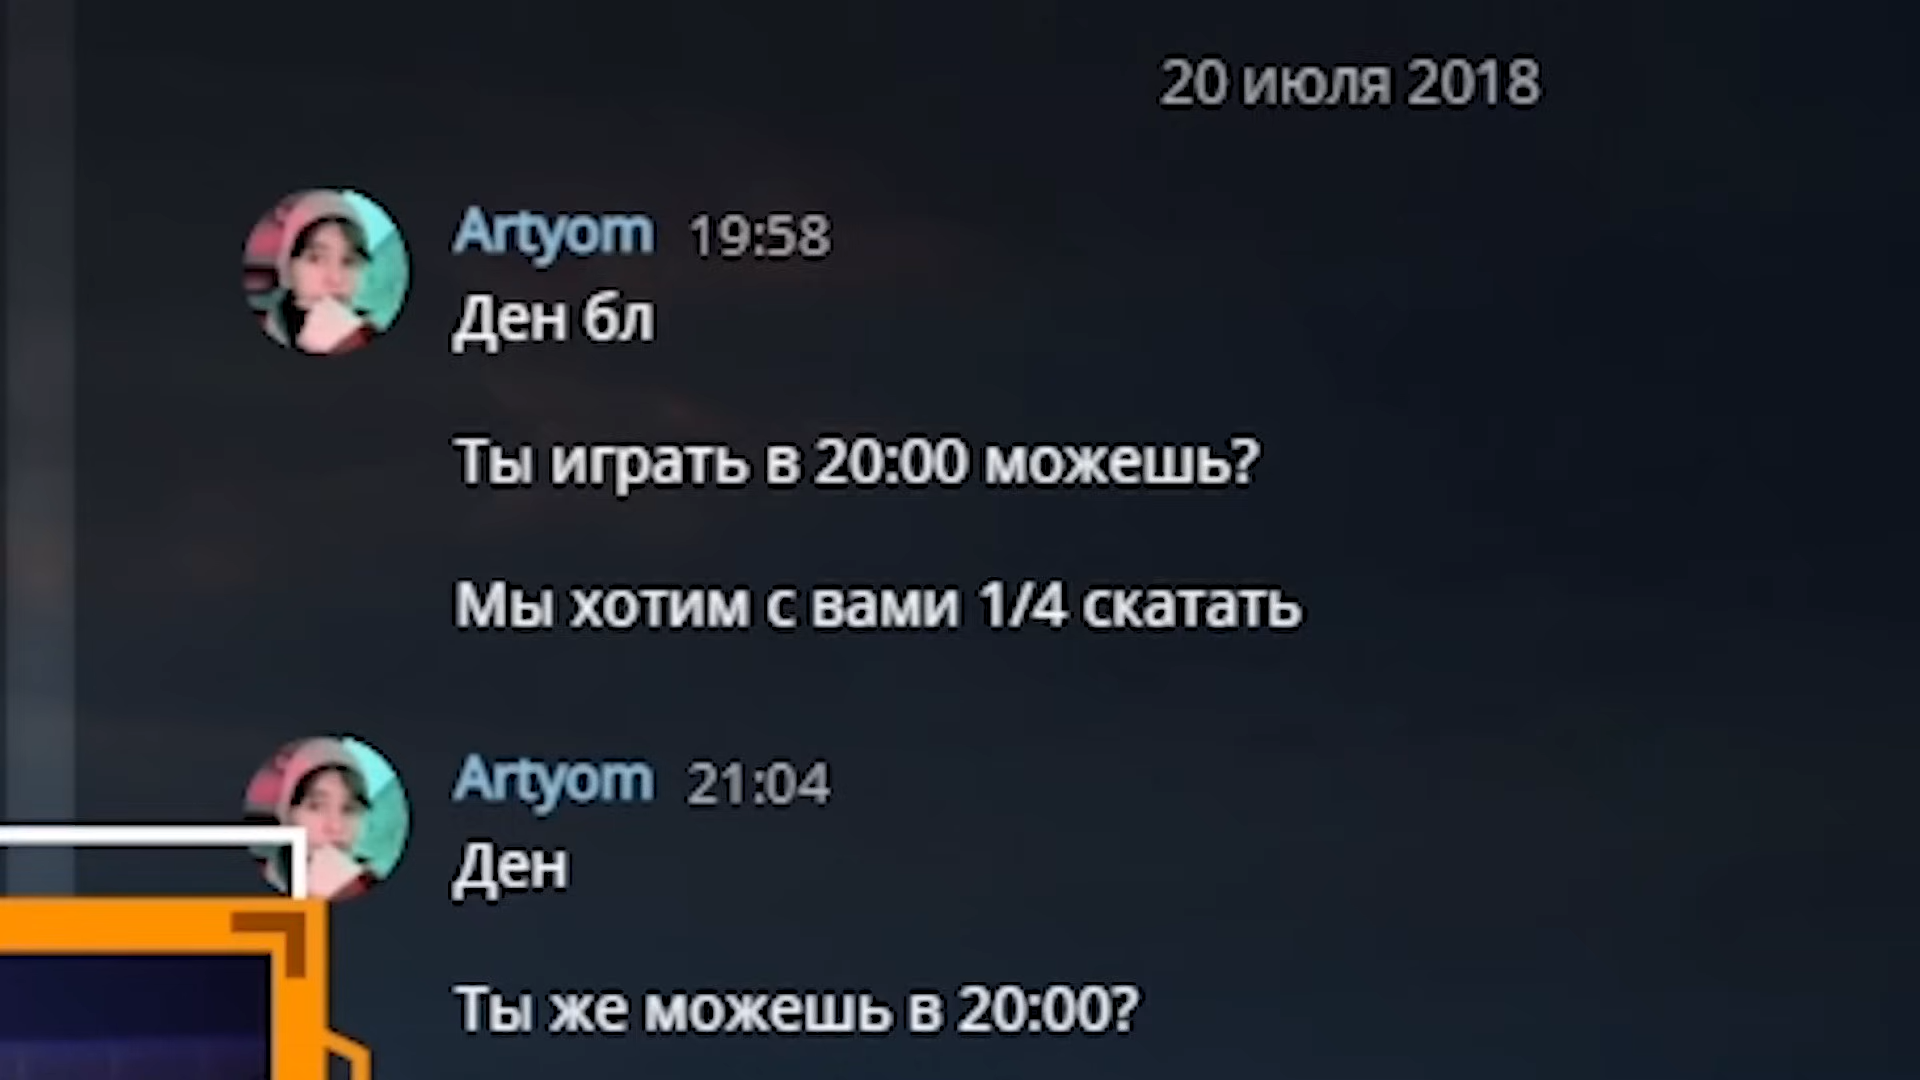 20 июля 2018
Artyom 19:58
Ден бл
Ты играть в 20:00 можешь?
Мы хотим с вами 1/4 скатать
Artyom 21:04
Ден
Ты же можешь в 20:00?